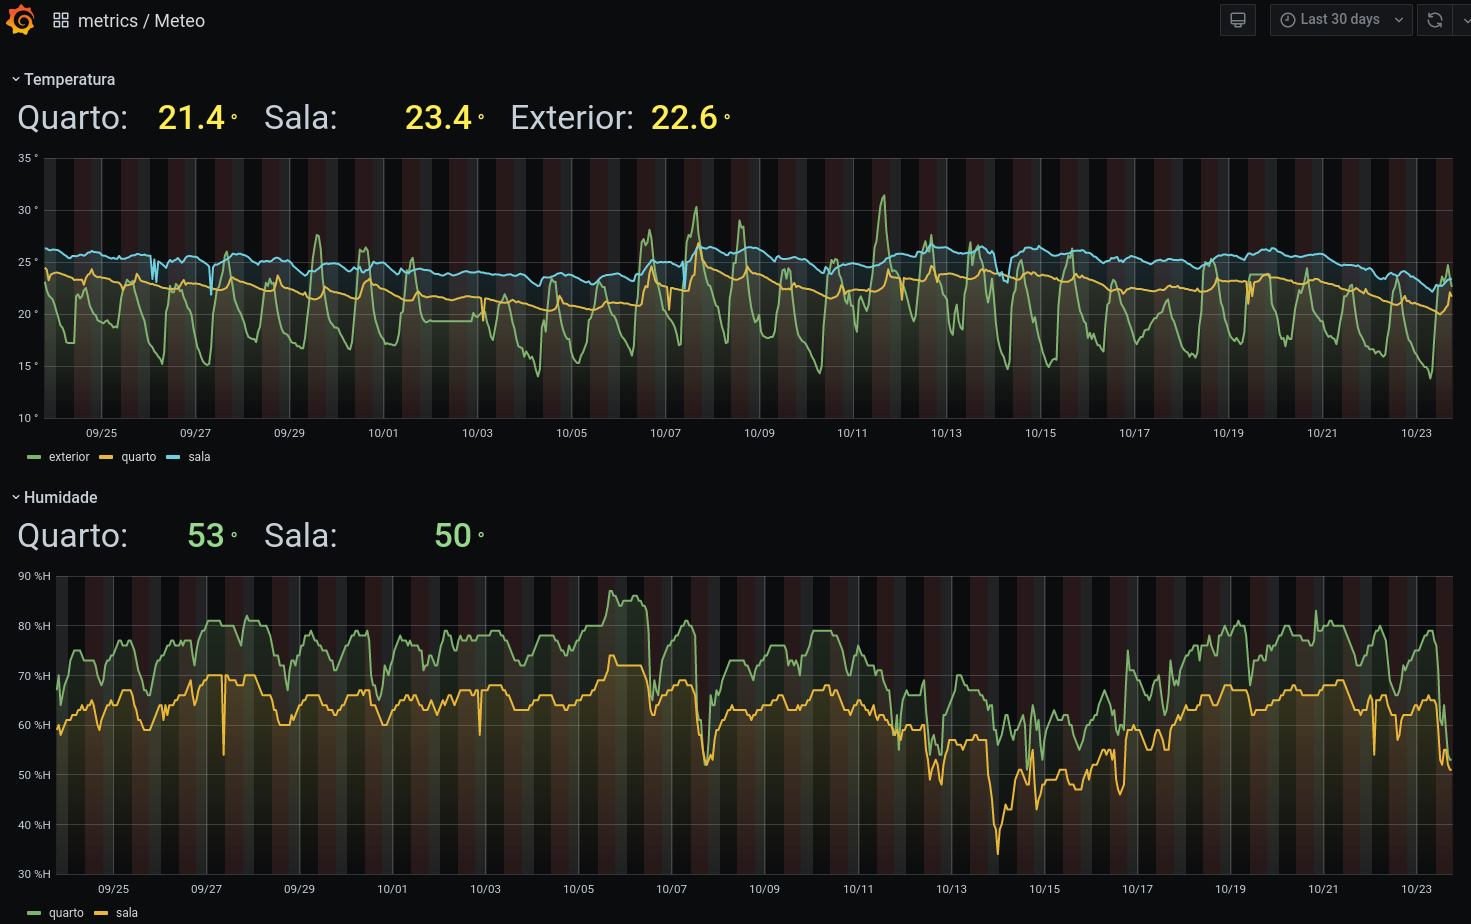 metrics / Meteo
Last 30 days
Temperatura
Quarto: 21.4 ° Sala: 23.4 ° Exterior: 22.6 °
35 °
30 °
25 °
20 °
15 °
10 °
09/25 09/27 09/29 10/01 10/03 10/05 10/07 10/09 10/11 10/13 10/15 10/17 10/19 10/21 10/23
exterior quarto sala
Humidade
Quarto: 53 ° Sala: 50 °
90 %H
80 %H
70 %H
60 %H
50 %H
40 %H
30 %H
09/25 09/27 09/29 10/01 10/03 10/05 10/07 10/09 10/11 10/13 10/15 10/17 10/19 10/21 10/23
quarto sala